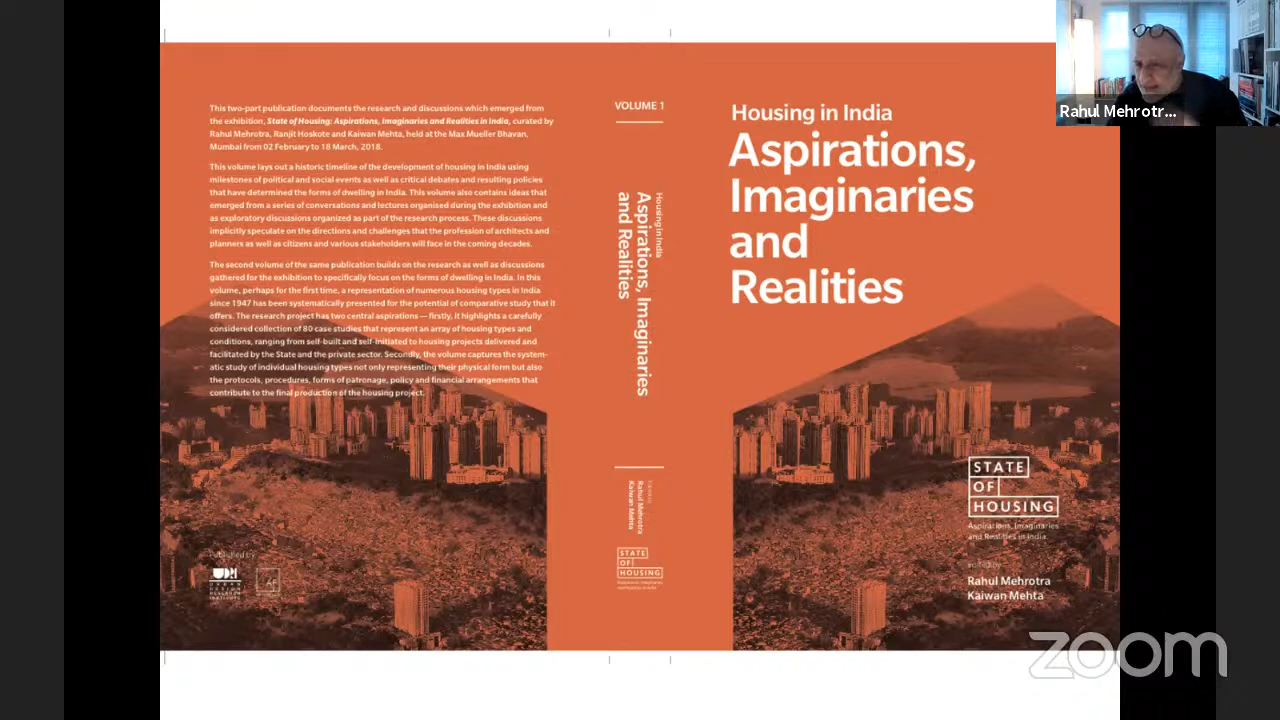 This two-part publication documents the research and discussions which emerged from
the exhibition, State of Housing: Aspirations, Imaginaries and Realities in India, curated by
Rahul Mehrotra, Ranjit Hoskote and Kaiwan Mehta, held at the Max Mueller Bhavan,
Mumbai from 02 February to 18 March, 2018.
This volume lays out a historic timeline of the development of housing in India using
milestones of political and social events as well as critical debates and resulting policies
that have determined the forms of dwelling in India. This volume also contains ideas that
emerged from a series of conversations and lectures organised during the exhibition and
as exploratory discussions organized as part of the research process. These discussions
implicitly speculate on the directions and challenges that the profession of architects and
planners as well as citizens and various stakeholders will face in the coming decades.
The second volume of the same publication builds on the research as well as discussions
gathered for the exhibition to specifically focus on the forms of dwelling in India. In this
volume, perhaps for the first time, a representation of numerous housing types in India
since 1947 has been systematically presented for the potential of comparative study that it
offers. The research project has two central aspirations — firstly, it highlights a carefully
considered collection of 80 case studies that represent an array of housing types and
conditions, ranging from self-built and self-initiated to housing projects delivered and
facilitated by the State and the private sector. Secondly, the volume captures the system-
atic study of individual housing types not only representing their physical form but also
the protocols, procedures, forms of patronage, policy and financial arrangements that
contribute to the final production of the housing project.
Published by
UDRI
URBAN
DESIGN
RESEARCH
INSTITUTE
AF
VOLUME 1
Housing in India
Aspirations, Imaginaries
and Realities
Rahul Mehrotra
Kaiwan Mehta
STATE
OF
HOUSING
Housing in India
Aspirations,
Imaginaries
and
Realities
STATE
OF
HOUSING
Aspirations, Imaginaries
and Realities in India
edited by
Rahul Mehrotra
Kaiwan Mehta
Rahul Mehrotr...
zoom